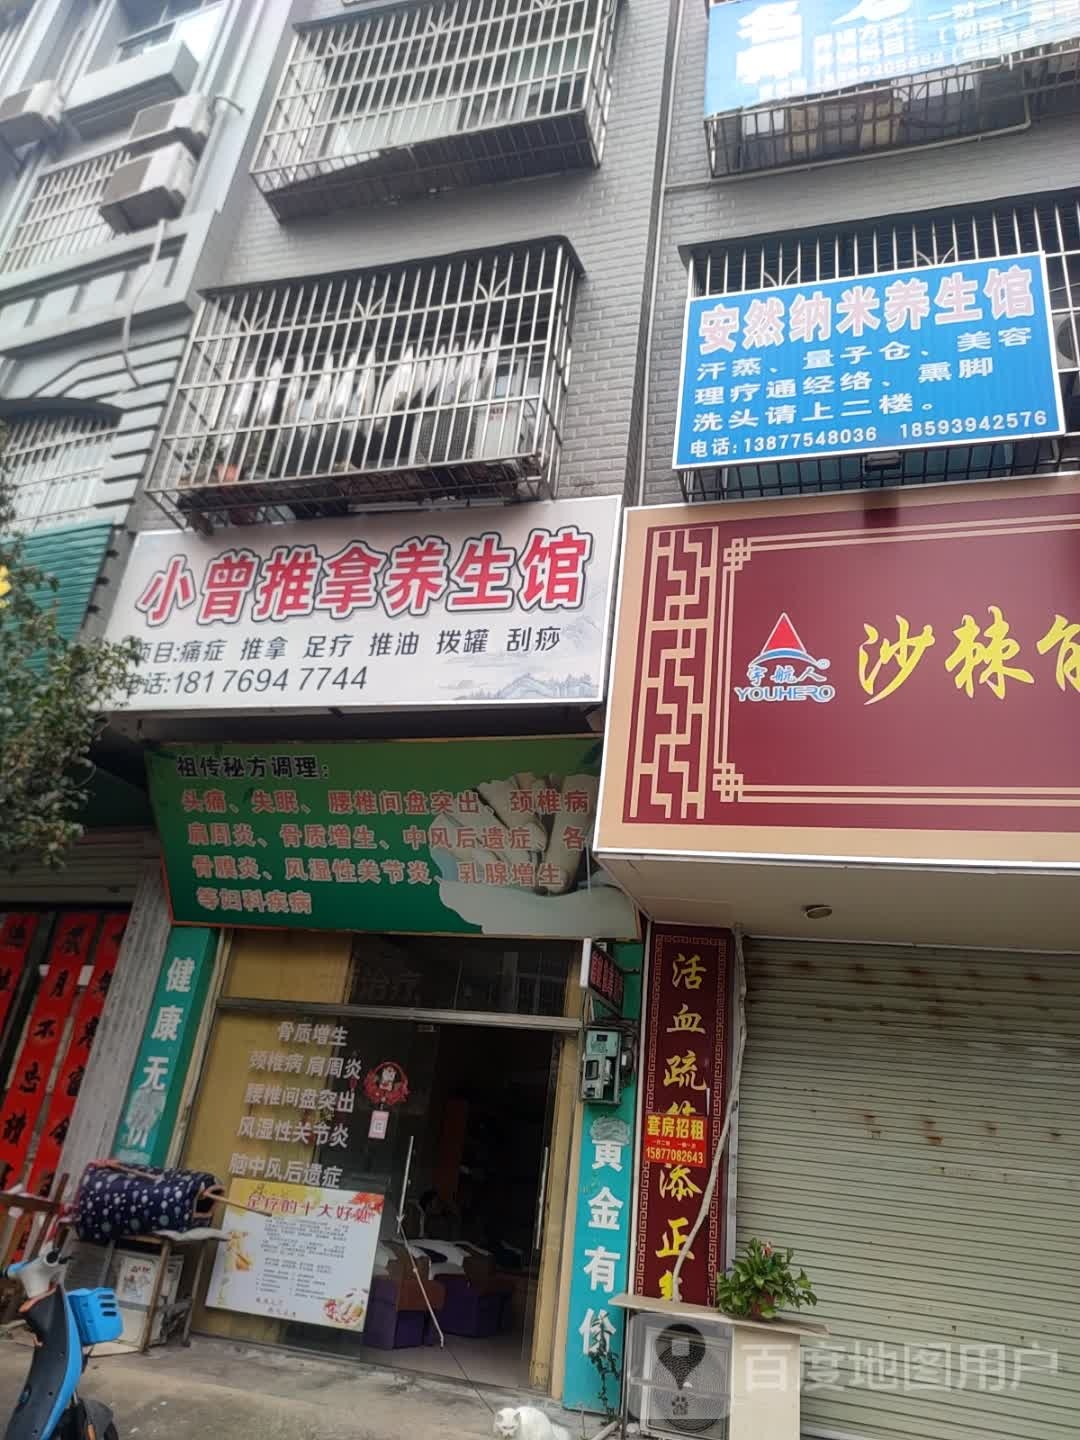 安然纳米养生馆
汗蒸、量子仓、美容
理疗通经络、熏脚
洗头请上二楼。
电话:13877548036 18593942576
小曾推拿养生馆
项目:痛症 推拿 足疗 推油 拨罐 刮痧
电话:181 7694 7744
宇航人
YOUHERO
沙棘
祖传秘方调理:
头痛、失眠、腰椎间盘突出、颈椎病
肩周炎、骨质增生、中风后遗症、各
骨膜炎、风湿性关节炎、乳腺增生
等妇科疾病
健康无价
黄金有价
骨质增生
颈椎病 肩周炎
腰椎间盘突出
风湿性关节炎
脑中风后遗症
足疗的十大好处
活血疏
添正
套房招租
15877082643
百度地图用户